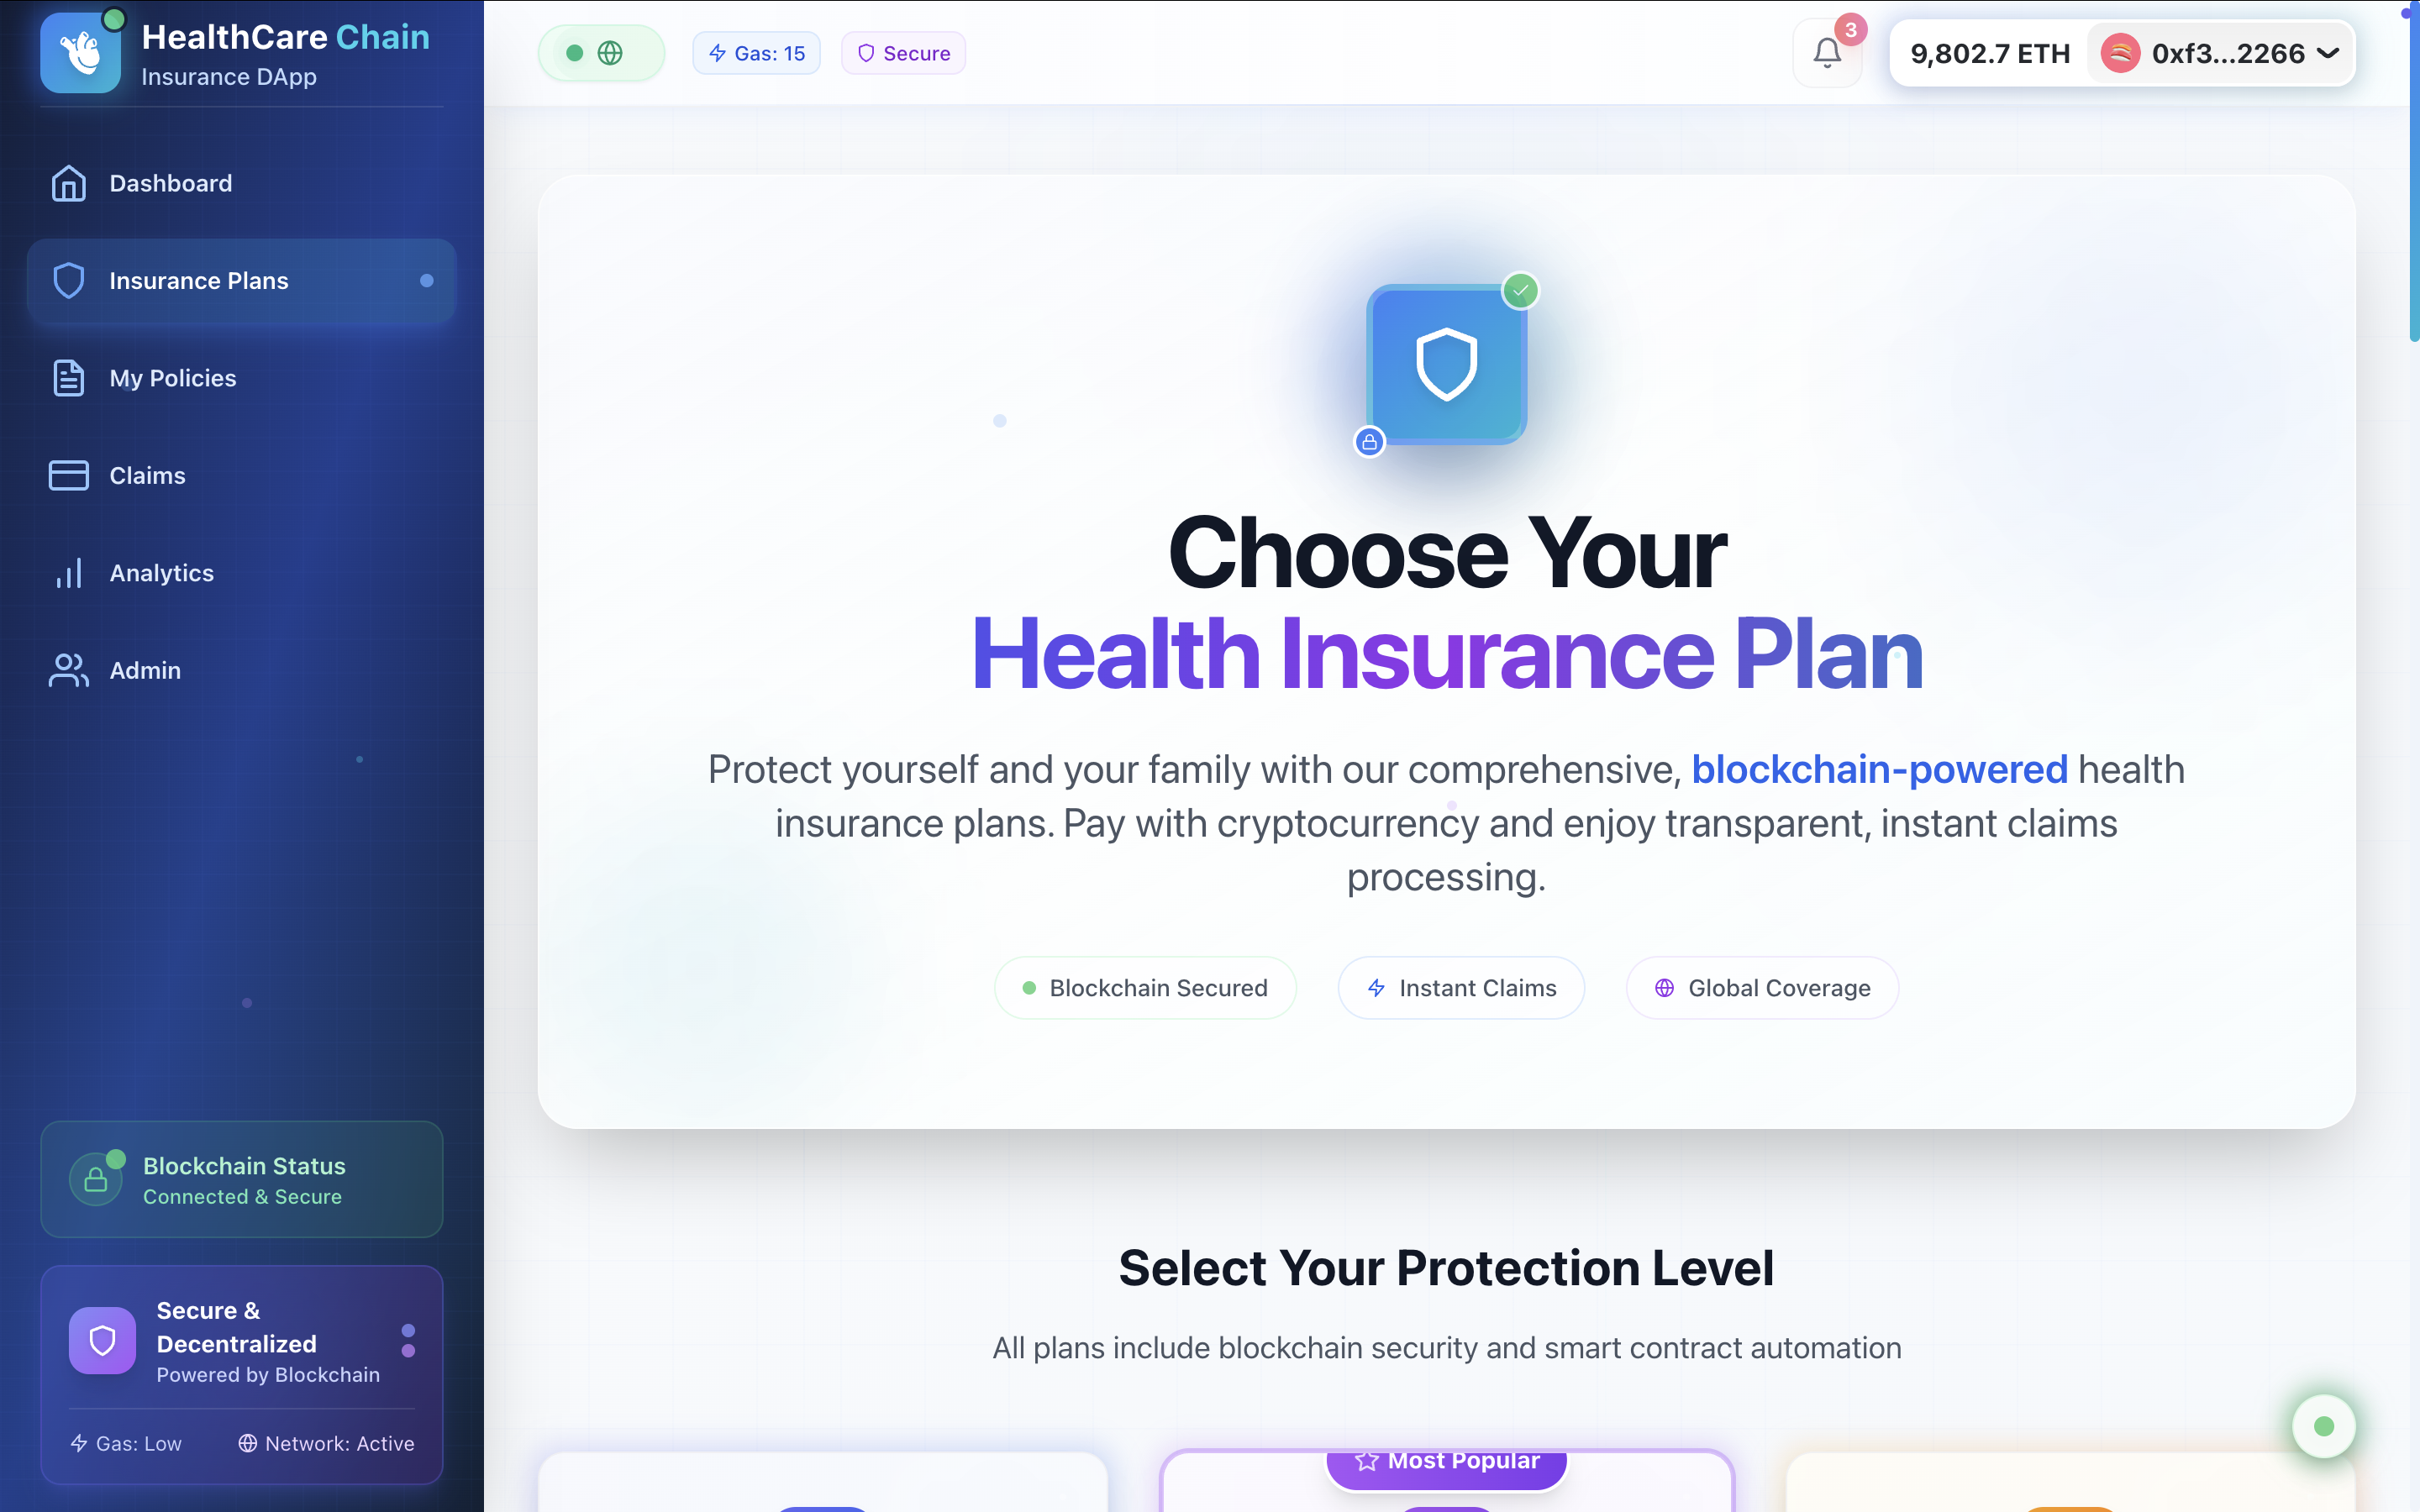 HealthCare Chain
Insurance DApp
Dashboard
Insurance Plans
My Policies
Claims
Analytics
Admin
Blockchain Status
Connected & Secure
Secure &
Decentralized
Powered by Blockchain
Gas: Low
Network: Active
Gas: 15
Secure
3
9,802.7 ETH
0xf3...2266
Choose Your
Health Insurance Plan
Protect yourself and your family with our comprehensive, blockchain-powered health
insurance plans. Pay with cryptocurrency and enjoy transparent, instant claims
processing.
Blockchain Secured
Instant Claims
Global Coverage
Select Your Protection Level
All plans include blockchain security and smart contract automation
Most Popular